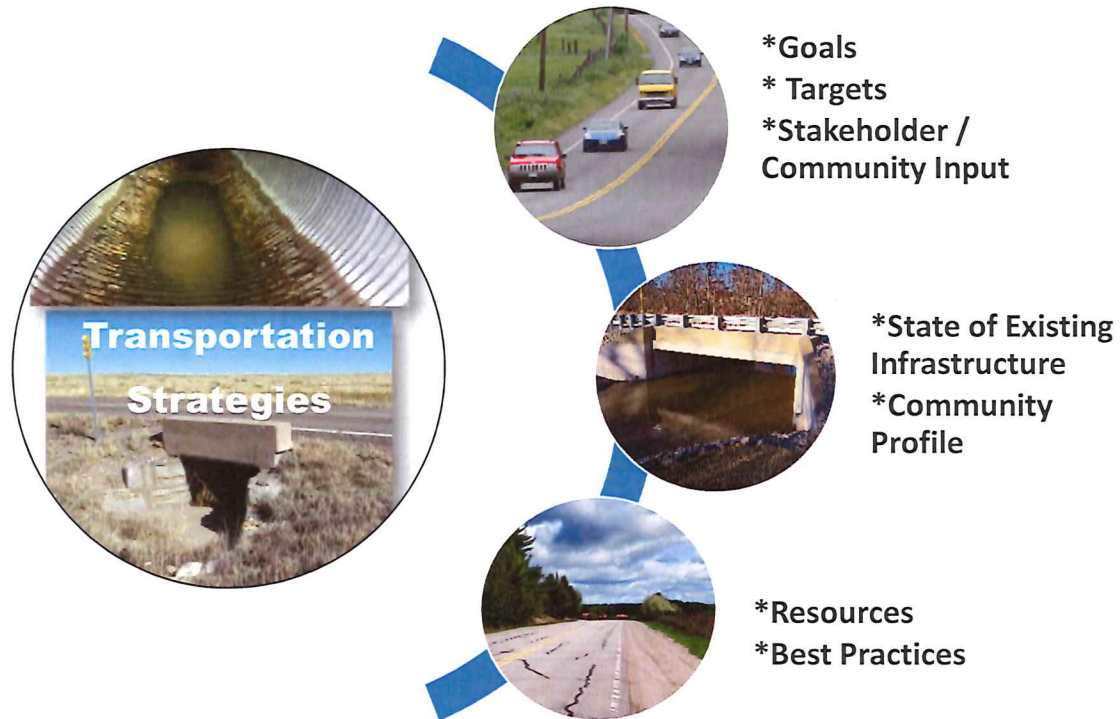 *Goals
* Targets
*Stakeholder /
Community Input
Transportation
Strategies
*State of Existing
Infrastructure
*Community
Profile
*Resources
*Best Practices